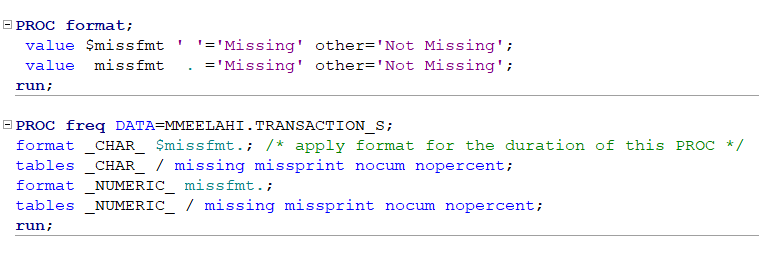 PROC format;
value $missfmt ' '='Missing' other='Not Missing';
value missfmt . ='Missing' other='Not Missing';
run;
PROC freq DATA=MMEELAHI.TRANSACTION_S;
format _CHAR_ $missfmt.; /* apply format for the duration of this PROC */
tables _CHAR_ / missing missprint nocum nopercent;
format _NUMERIC_ missfmt.;
tables _NUMERIC_ / missing missprint nocum nopercent;
run;